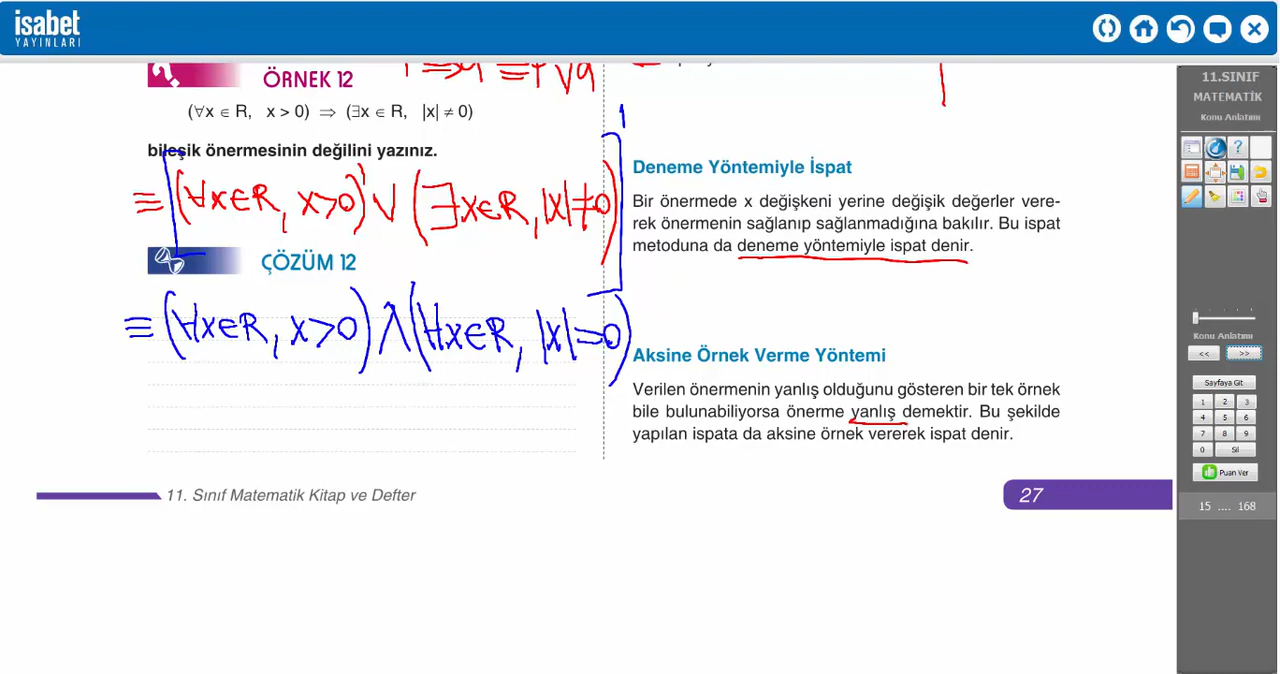 isabet
YAYINLARI
ÖRNEK 12
(∀x ∈ R, x > 0) ⇒ (∃x ∈ R, |x| ≠ 0)
bileşik önermesinin değilini yazınız.
≡ [(∀x∈R, x>0)' ∨ (∃x∈R, |x|≠0)]'
ÇÖZÜM 12
≡ (∀x∈R, x>0) ∧ (∀x∈R, |x|=0)
11. Sınıf Matematik Kitap ve Defter
Deneme Yöntemiyle İspat
Bir önermede x değişkeni yerine değişik değerler vere-
rek önermenin sağlanıp sağlanmadığına bakılır. Bu ispat
metoduna da deneme yöntemiyle ispat denir.
Aksine Örnek Verme Yöntemi
Verilen önermenin yanlış olduğunu gösteren bir tek örnek
bile bulunabiliyorsa önerme yanlış demektir. Bu şekilde
yapılan ispata da aksine örnek vererek ispat denir.
27
11.SINIF
MATEMATİK
Konu Anlatımı
Konu Anlatımı
<< >>
Sayfaya Git
1 2 3
4 5 6
7 8 9
0 Sil
Puan Ver
15 .... 168